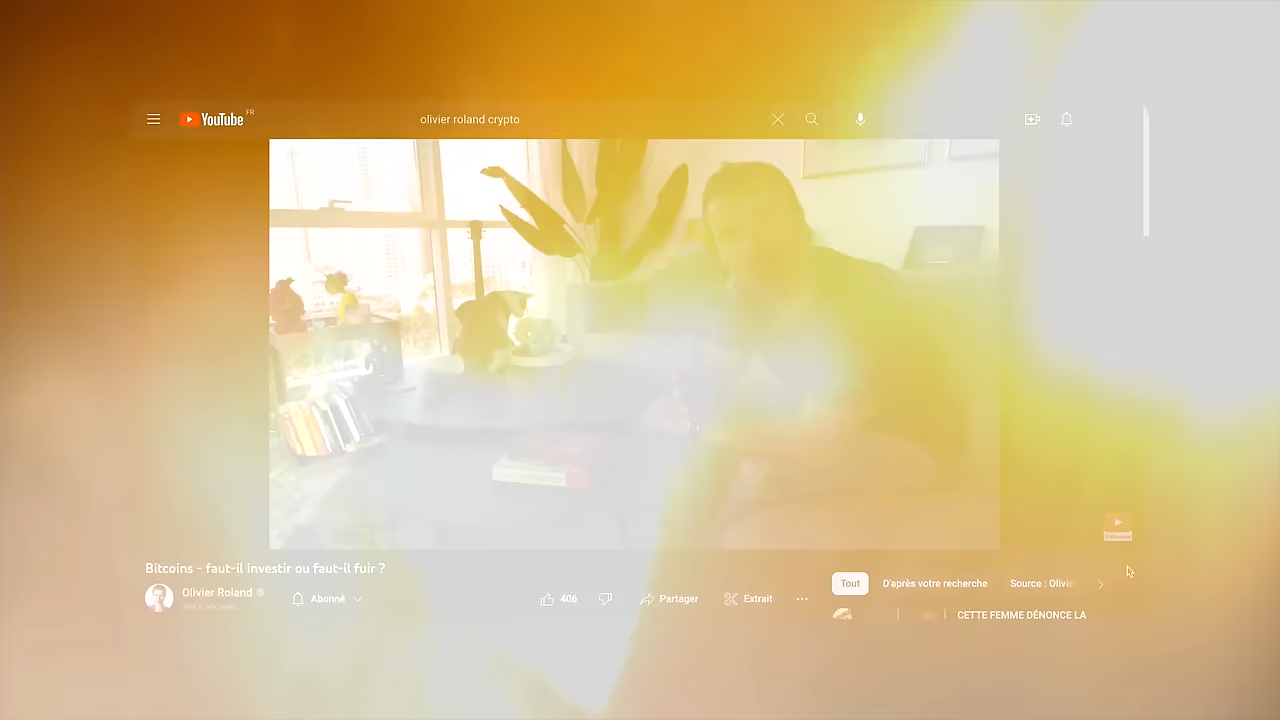 YouTube FR
olivier roland crypto
Bitcoins - faut-il investir ou faut-il fuir ?
Olivier Roland
Abonné
406
Partager
Extrait
Tout
D'après votre recherche
Source : Olivie
CETTE FEMME DÉNONCE LA